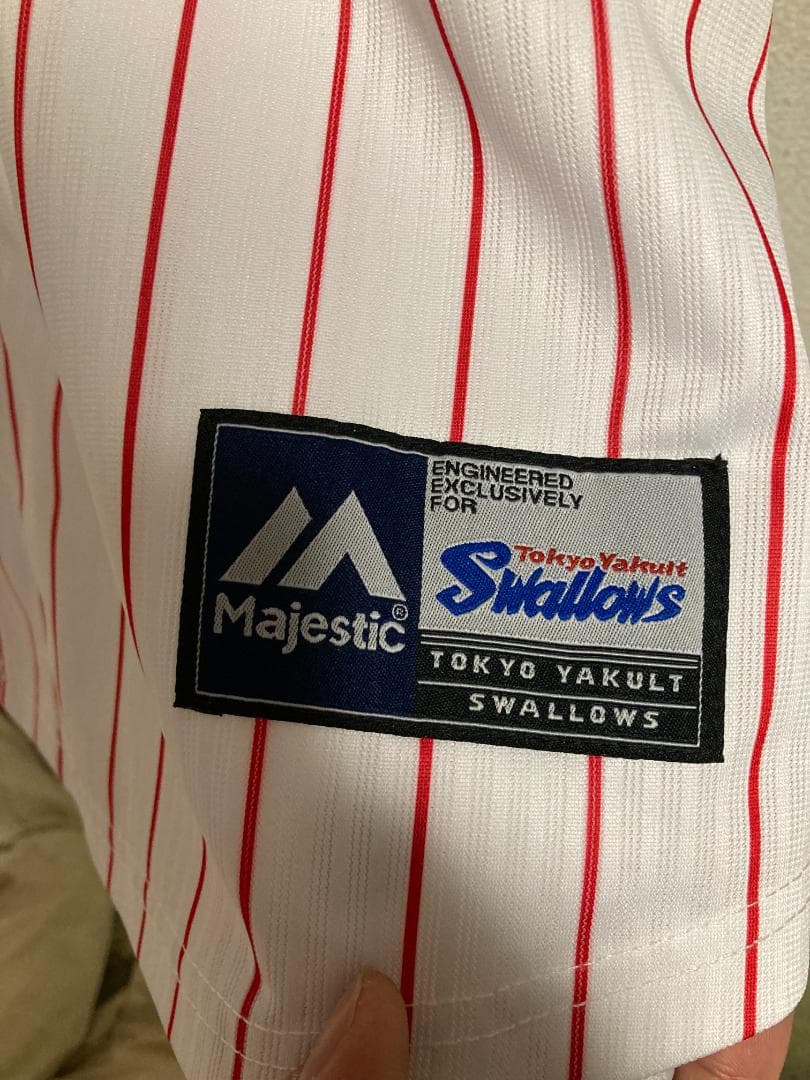 Majestic®
ENGINEERED
EXCLUSIVELY
FOR
Tokyo Yakult
Swallows
TOKYO YAKULT
SWALLOWS